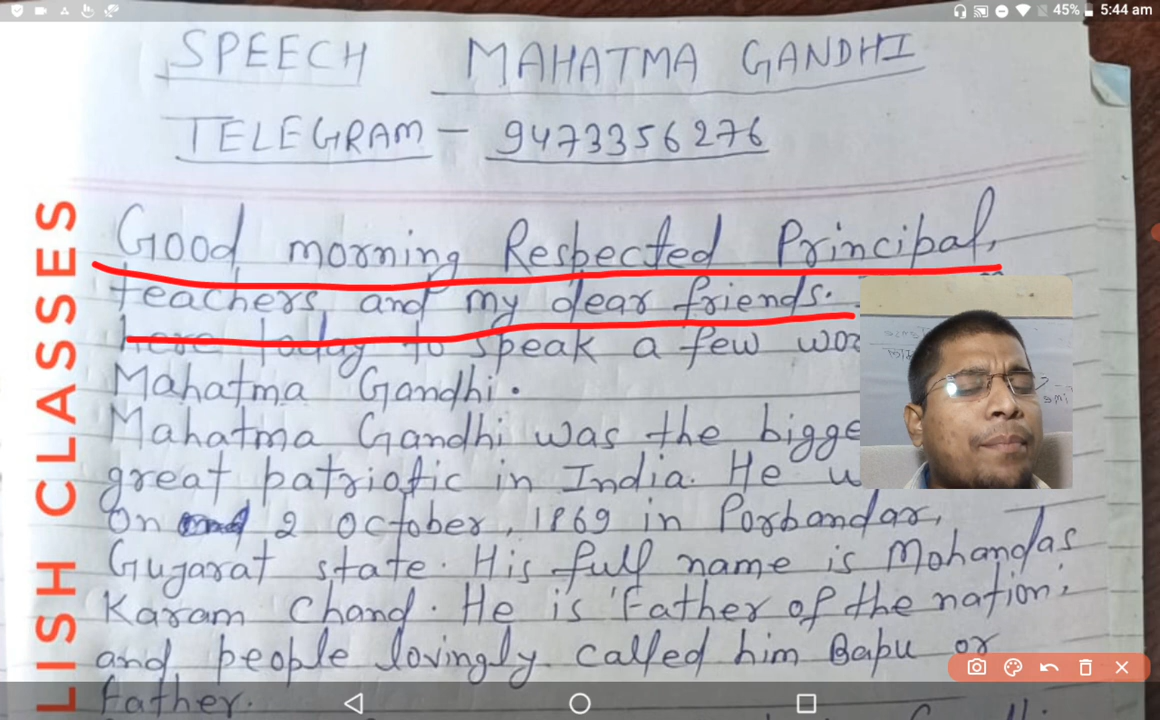 45% 5:44 am
SPEECH MAHATMA GANDHI
TELEGRAM - 9473356276
LISH CLASSES
Good morning Respected Principal,
teachers, and my dear friends.
here today to speak a few
Mahatma Gandhi.
Mahatma Gandhi was the
great patriotic in India. He
On 2 October, 1869 in Porbandar,
Gujarat state. His full name is Mohandas
Karam Chand. He is 'Father of the nation'
and people lovingly called him Bapu or
father.